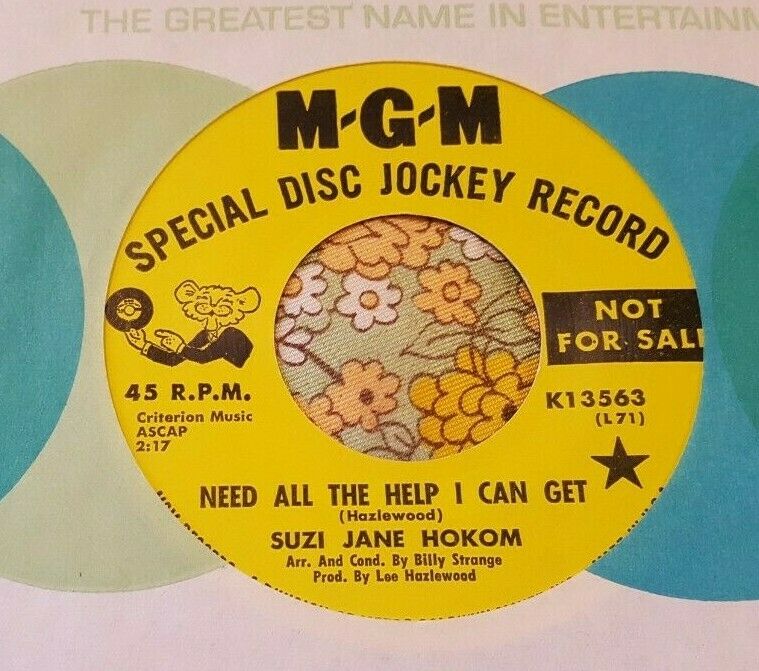 THE GREATEST NAME IN ENTERTAINM
M-G-M
SPECIAL DISC JOCKEY RECORD
NOT
FOR SALE
45 R.P.M.
Criterion Music
ASCAP
2:17
K13563
(L71)
NEED ALL THE HELP I CAN GET
(Hazlewood)
SUZI JANE HOKOM
Arr. And Cond. By Billy Strange
Prod. By Lee Hazlewood